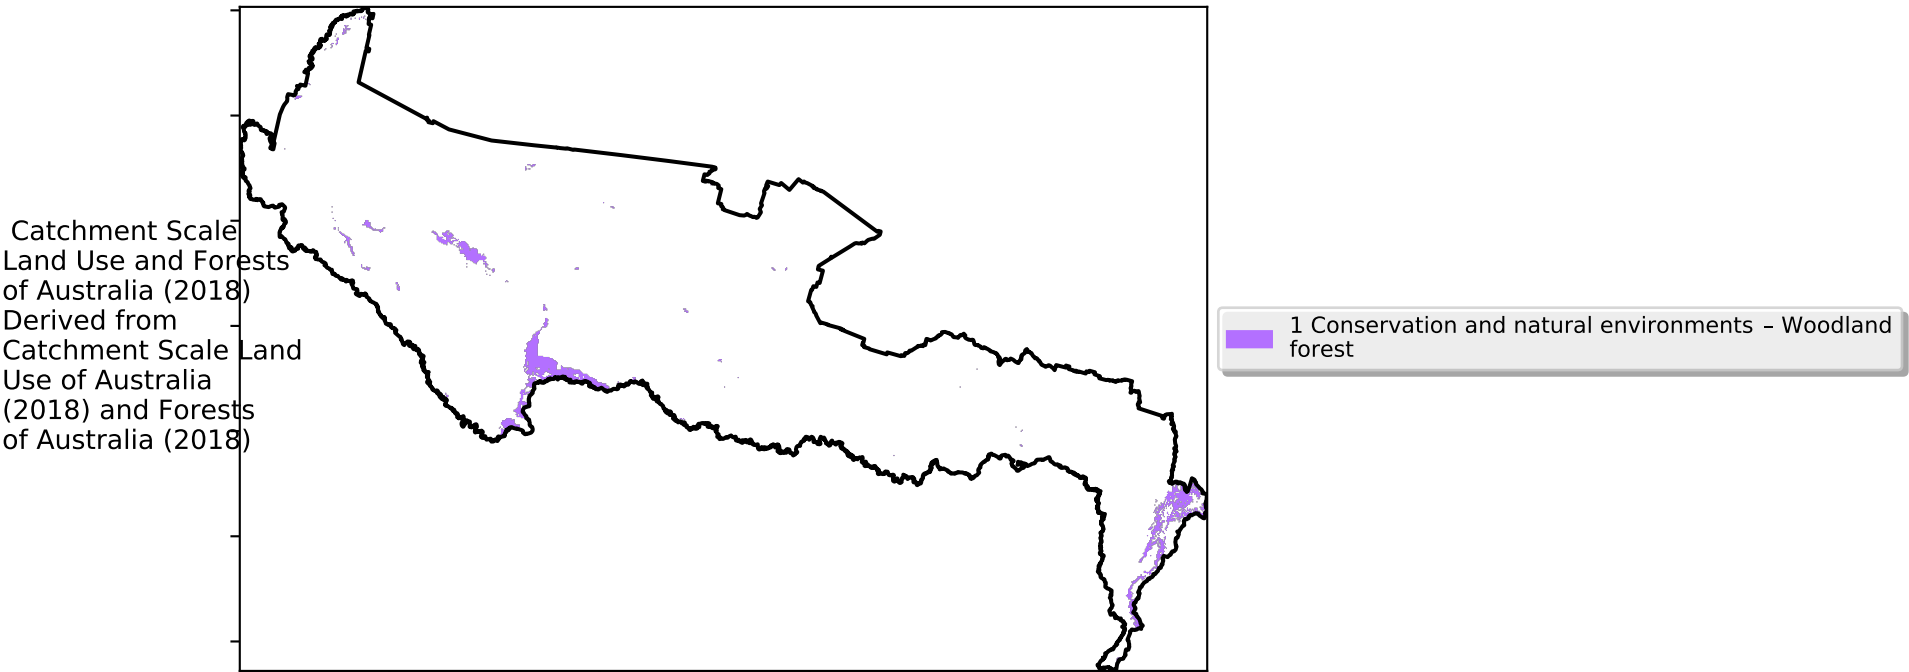 Catchment Scale
Land Use and Forests
of Australia (2018)
Derived from
Catchment Scale Land
Use of Australia
(2018) and Forests
of Australia (2018)
1 Conservation and natural environments – Woodland
forest